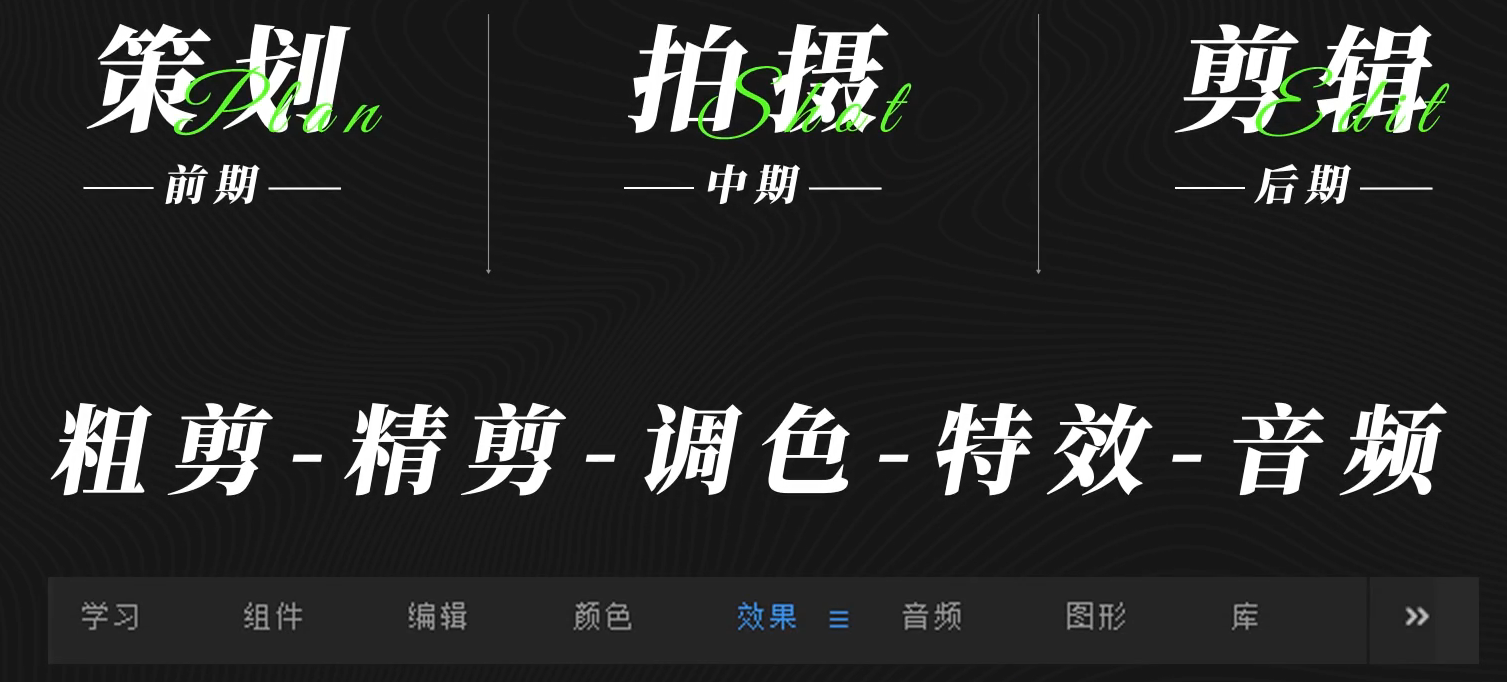 策划 拍摄 剪辑
Plan Shot Edit
前期 中期 后期
粗剪-精剪-调色-特效-音频
学习 组件 编辑 颜色 效果 ≡ 音频 图形 库 »